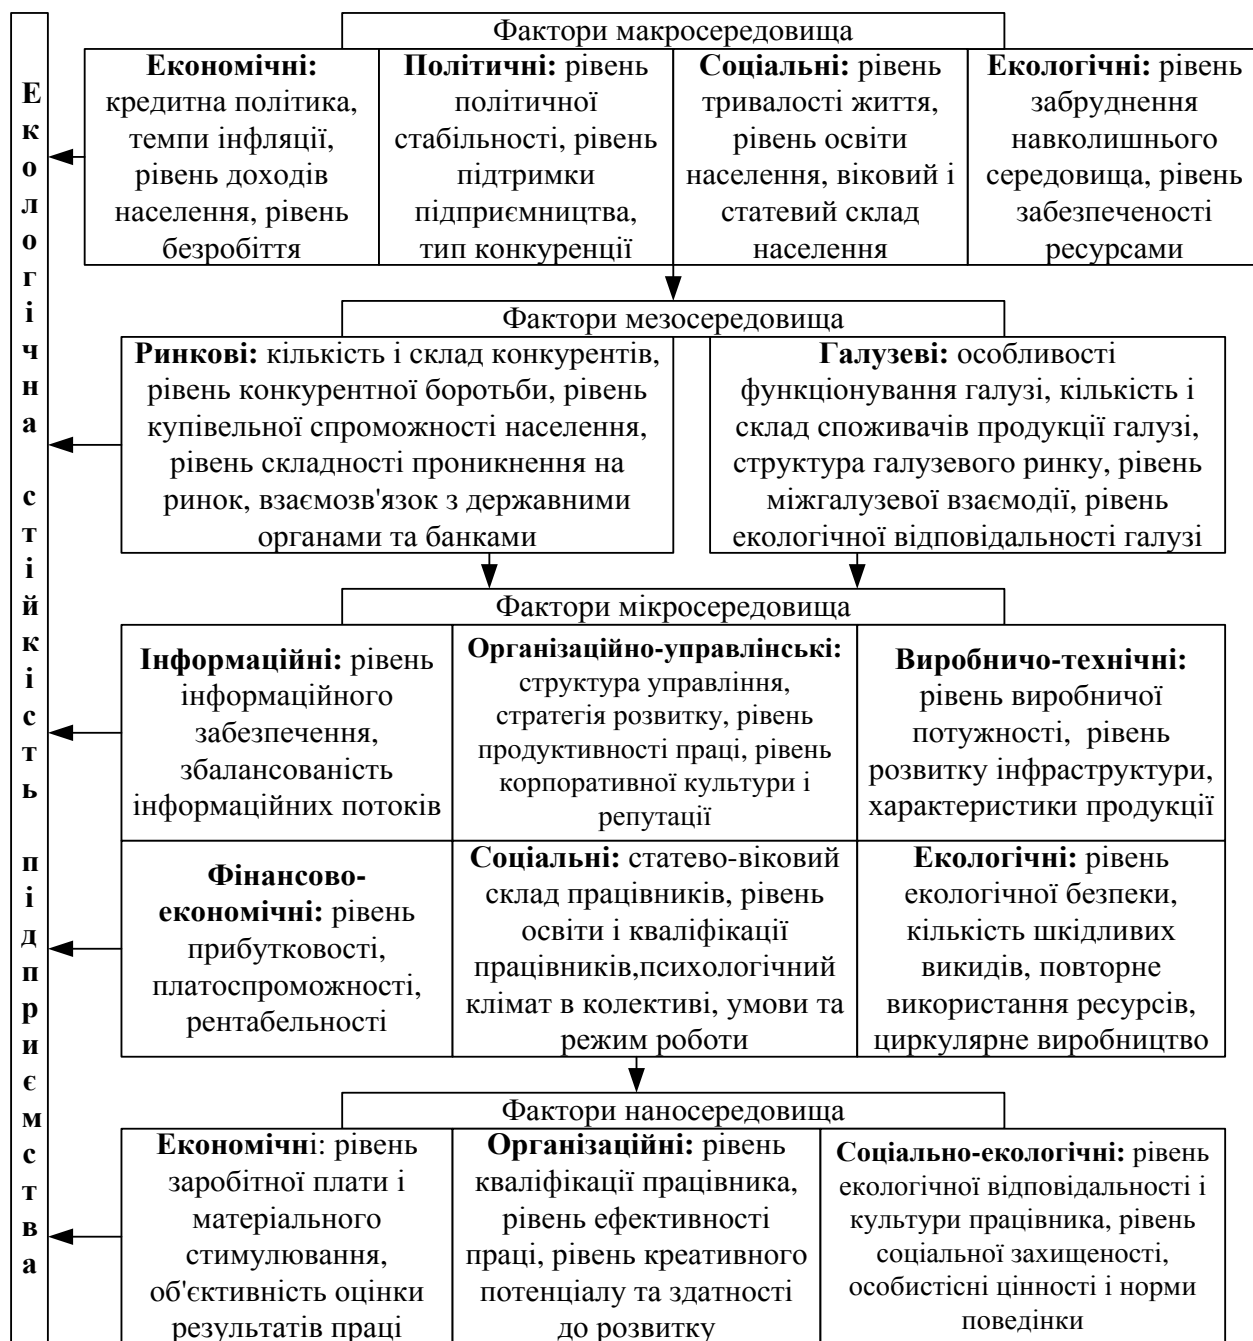 Екологічна стійкість підприємства
Фактори макросередовища
Економічні:
кредитна політика,
темпи інфляції,
рівень доходів
населення, рівень
безробіття
Політичні: рівень
політичної
стабільності, рівень
підтримки
підприємництва,
тип конкуренції
Соціальні: рівень
тривалості життя,
рівень освіти
населення, віковий і
статевий склад
населення
Екологічні: рівень
забруднення
навколишнього
середовища, рівень
забезпеченості
ресурсами
Фактори мезосередовища
Ринкові: кількість і склад конкурентів,
рівень конкурентної боротьби, рівень
купівельної спроможності населення,
рівень складності проникнення на
ринок, взаємозв'язок з державними
органами та банками
Галузеві: особливості
функціонування галузі, кількість і
склад споживачів продукції галузі,
структура галузевого ринку, рівень
міжгалузевої взаємодії, рівень
екологічної відповідальності галузі
Фактори мікросередовища
Інформаційні: рівень
інформаційного
забезпечення,
збалансованість
інформаційних потоків
Організаційно-управлінські:
структура управління,
стратегія розвитку, рівень
продуктивності праці, рівень
корпоративної культури і
репутації
Виробничо-технічні:
рівень виробничої
потужності, рівень
розвитку інфраструктури,
характеристики продукції
Фінансово-
економічні: рівень
прибутковості,
платоспроможності,
рентабельності
Соціальні: статево-віковий
склад працівників, рівень
освіти і кваліфікації
працівників,психологічний
клімат в колективі, умови та
режим роботи
Екологічні: рівень
екологічної безпеки,
кількість шкідливих
викидів, повторне
використання ресурсів,
циркулярне виробництво
Фактори наносередовища
Економічні: рівень
заробітної плати і
матеріального
стимулювання,
об'єктивність оцінки
результатів праці
Організаційні: рівень
кваліфікації працівника,
рівень ефективності
праці, рівень креативного
потенціалу та здатності
до розвитку
Соціально-екологічні: рівень
екологічної відповідальності і
культури працівника, рівень
соціальної захищеності,
особистісні цінності і норми
поведінки